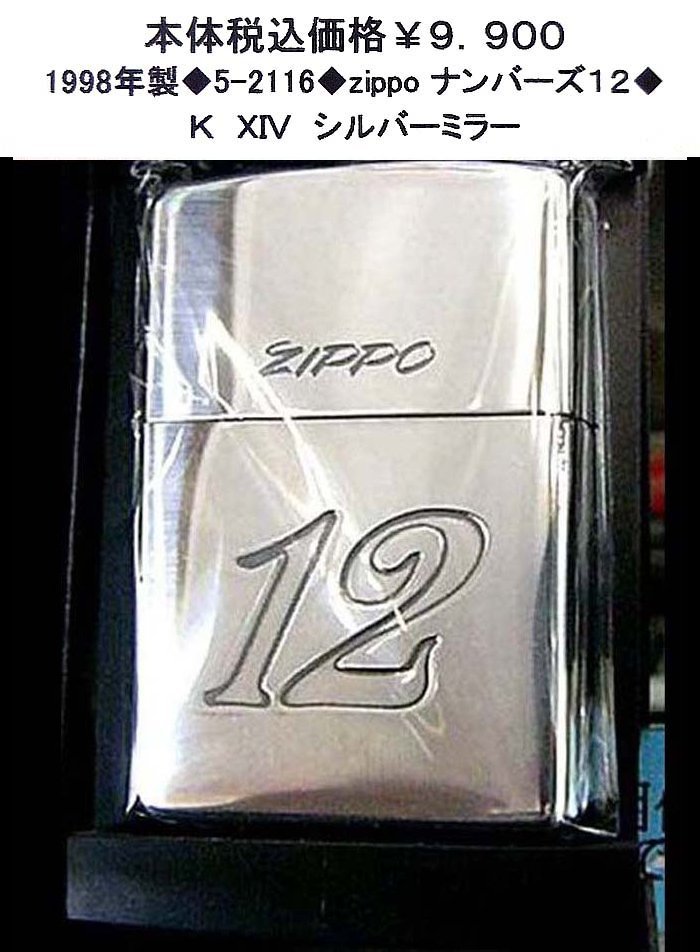 本体税込価格￥９．９００
1998年製◆5-2116◆zippo ナンバーズ１２◆
Ｋ　ⅩⅣ　シルバーミラー
ZIPPO
12